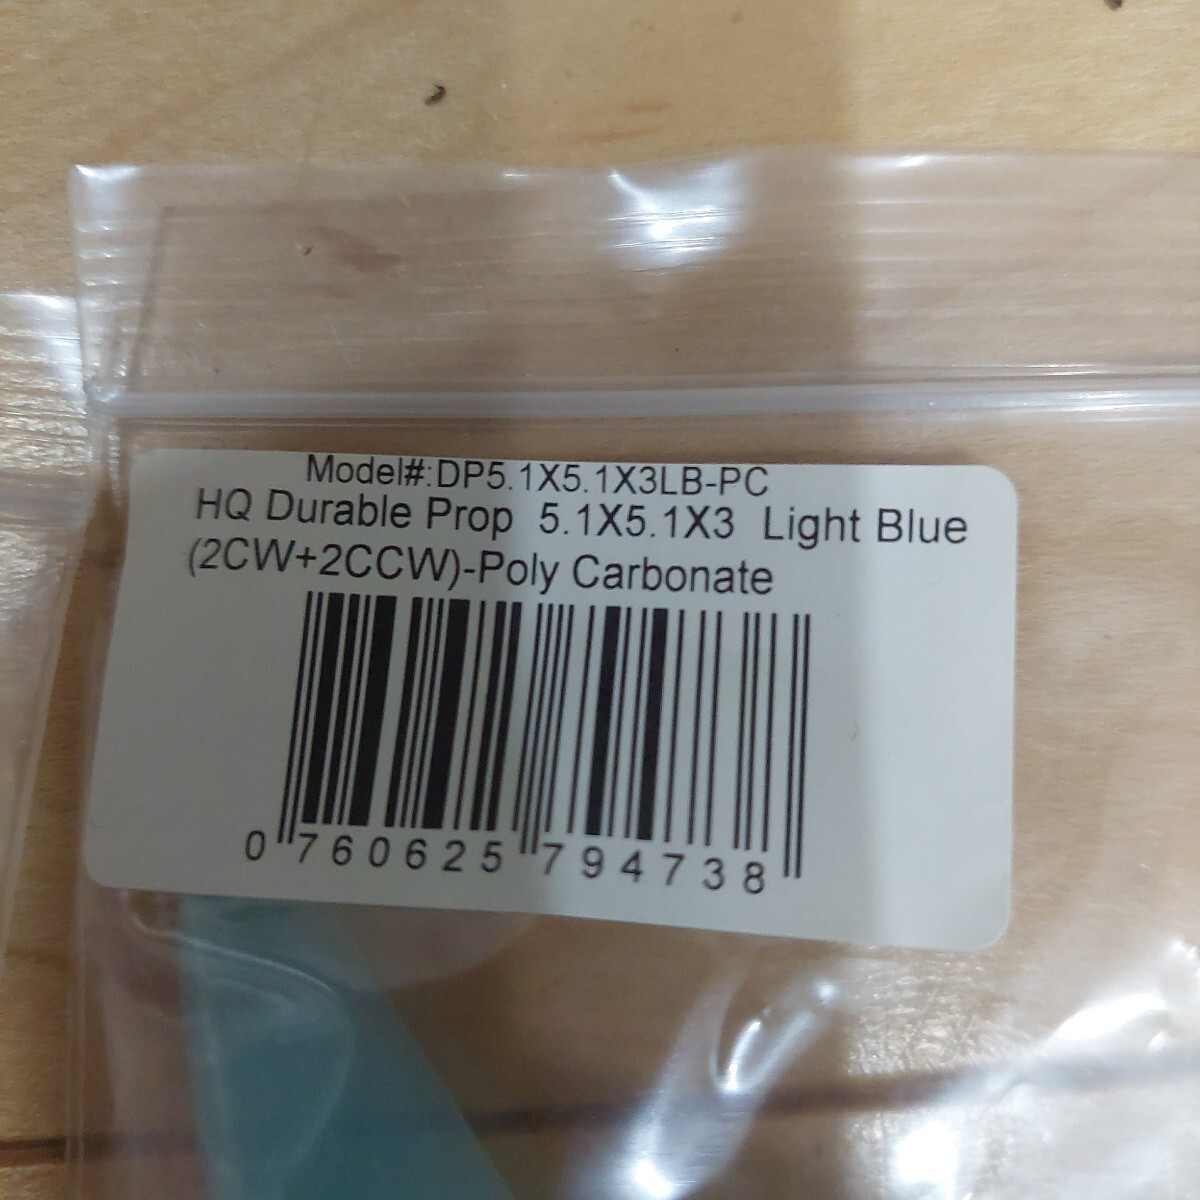 Model#:DP5.1X5.1X3LB-PC
HQ Durable Prop 5.1X5.1X3 Light Blue
(2CW+2CCW)-Poly Carbonate
0 760625 794738